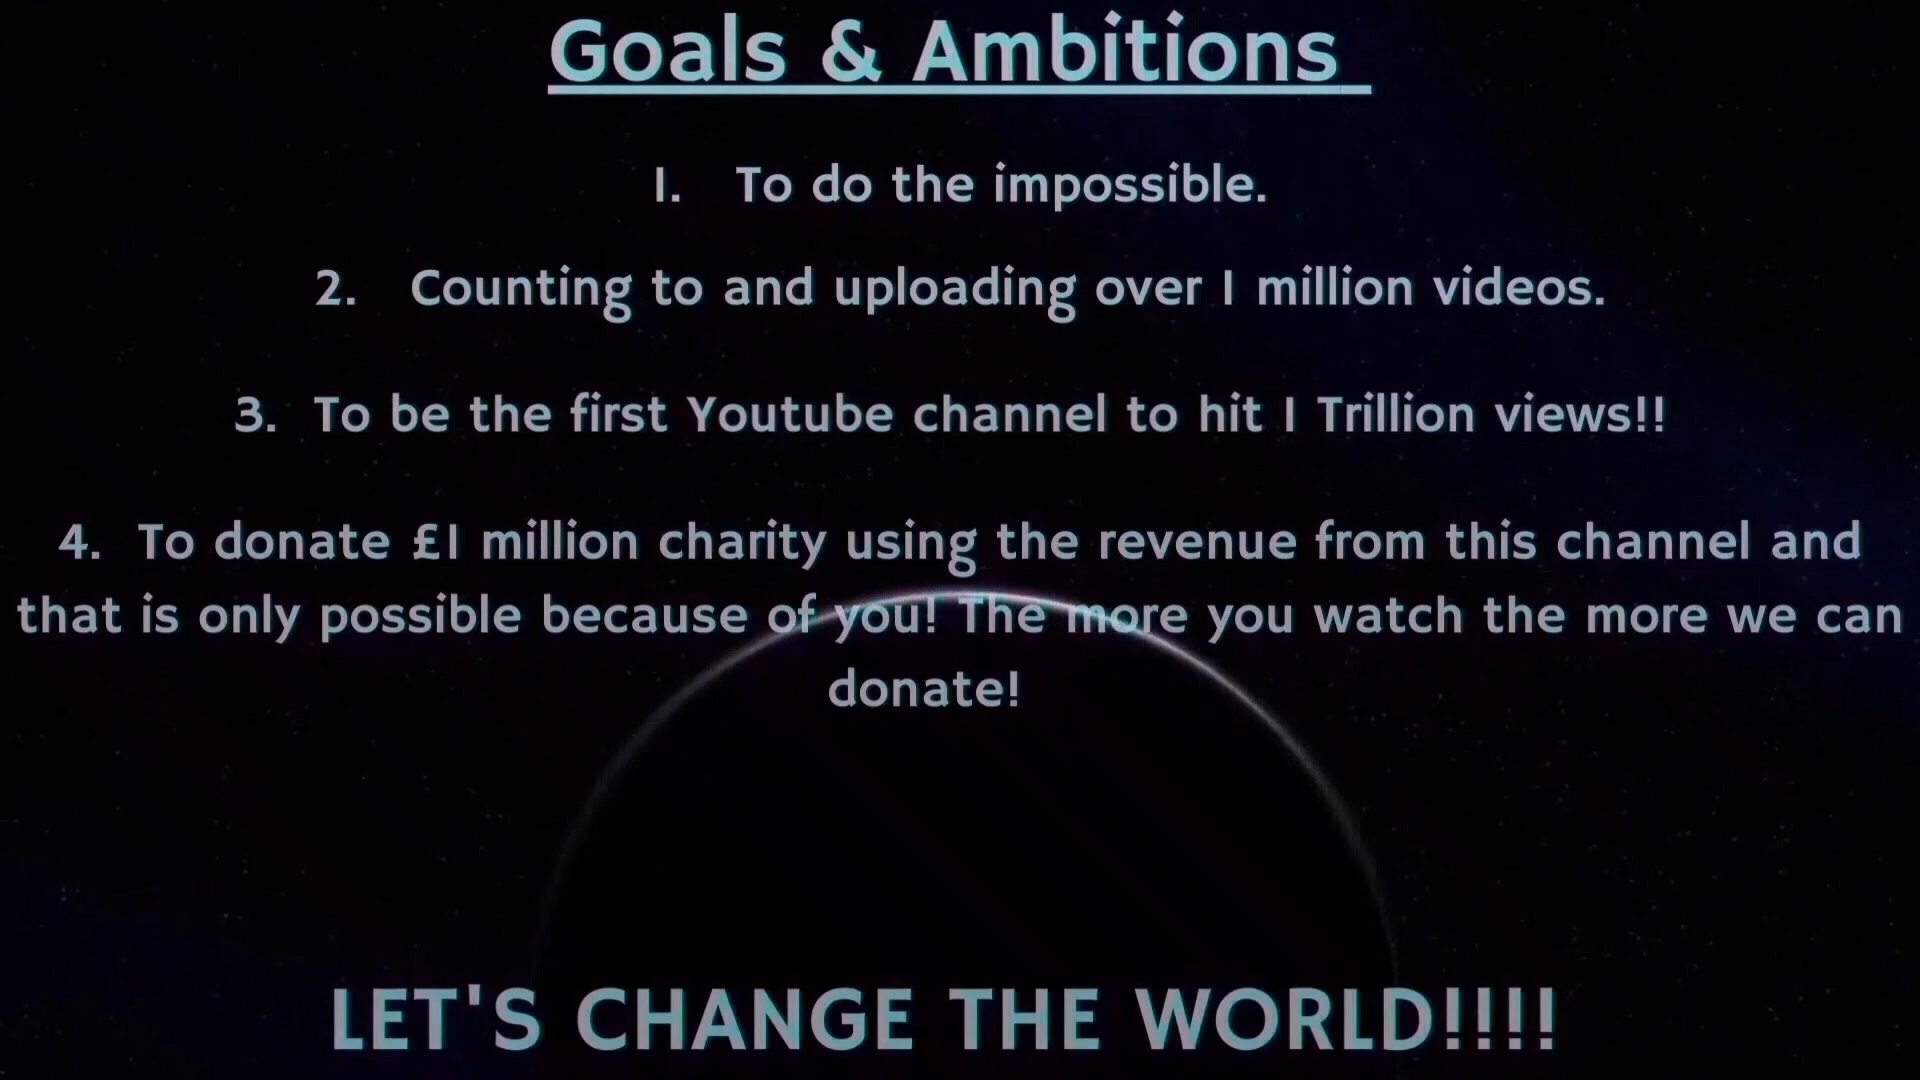 Goals & Ambitions
1. To do the impossible.
2. Counting to and uploading over 1 million videos.
3. To be the first Youtube channel to hit 1 Trillion views!!
4. To donate £1 million charity using the revenue from this channel and
that is only possible because of you! The more you watch the more we can
donate!
LET'S CHANGE THE WORLD!!!!